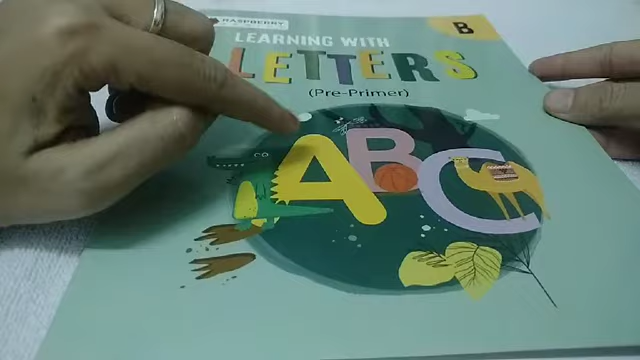 RASPBERRY
B
LEARNING WITH
LETTERS
(Pre-Primer)
ABC